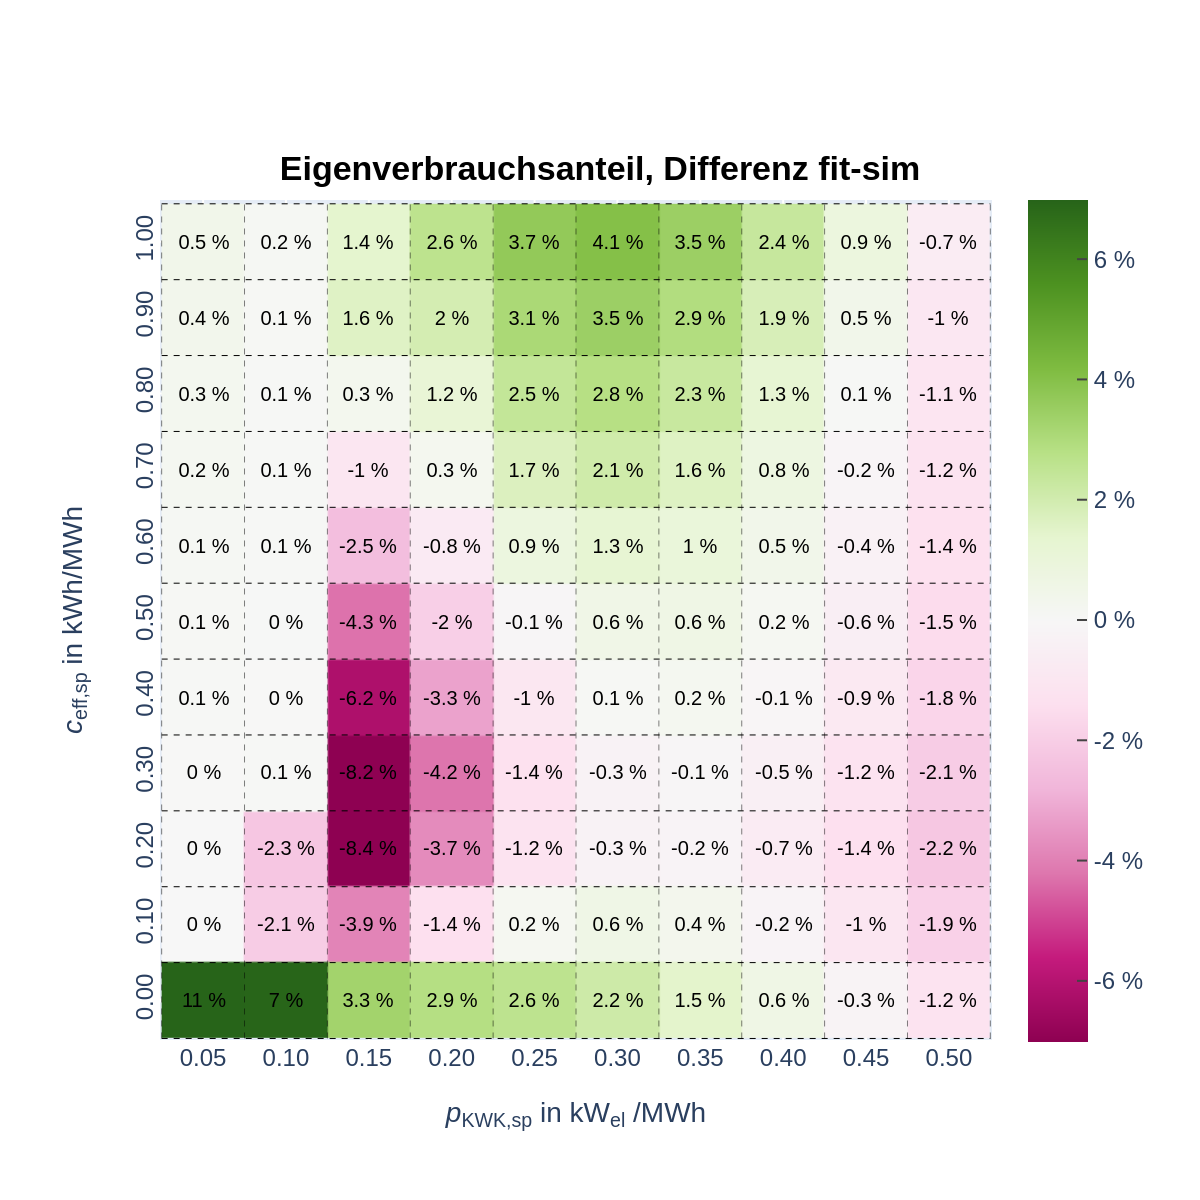 Eigenverbrauchsanteil, Differenz fit-sim
1.00 0.5 % 0.2 % 1.4 % 2.6 % 3.7 % 4.1 % 3.5 % 2.4 % 0.9 % -0.7 %
0.90 0.4 % 0.1 % 1.6 % 2 % 3.1 % 3.5 % 2.9 % 1.9 % 0.5 % -1 %
0.80 0.3 % 0.1 % 0.3 % 1.2 % 2.5 % 2.8 % 2.3 % 1.3 % 0.1 % -1.1 %
0.70 0.2 % 0.1 % -1 % 0.3 % 1.7 % 2.1 % 1.6 % 0.8 % -0.2 % -1.2 %
0.60 0.1 % 0.1 % -2.5 % -0.8 % 0.9 % 1.3 % 1 % 0.5 % -0.4 % -1.4 %
0.50 0.1 % 0 % -4.3 % -2 % -0.1 % 0.6 % 0.6 % 0.2 % -0.6 % -1.5 %
0.40 0.1 % 0 % -6.2 % -3.3 % -1 % 0.1 % 0.2 % -0.1 % -0.9 % -1.8 %
0.30 0 % 0.1 % -8.2 % -4.2 % -1.4 % -0.3 % -0.1 % -0.5 % -1.2 % -2.1 %
0.20 0 % -2.3 % -8.4 % -3.7 % -1.2 % -0.3 % -0.2 % -0.7 % -1.4 % -2.2 %
0.10 0 % -2.1 % -3.9 % -1.4 % 0.2 % 0.6 % 0.4 % -0.2 % -1 % -1.9 %
0.00 11 % 7 % 3.3 % 2.9 % 2.6 % 2.2 % 1.5 % 0.6 % -0.3 % -1.2 %
0.05 0.10 0.15 0.20 0.25 0.30 0.35 0.40 0.45 0.50
p KWK,sp in kW el /MWh
c eff,sp in kWh/MWh
6 %
4 %
2 %
0 %
-2 %
-4 %
-6 %